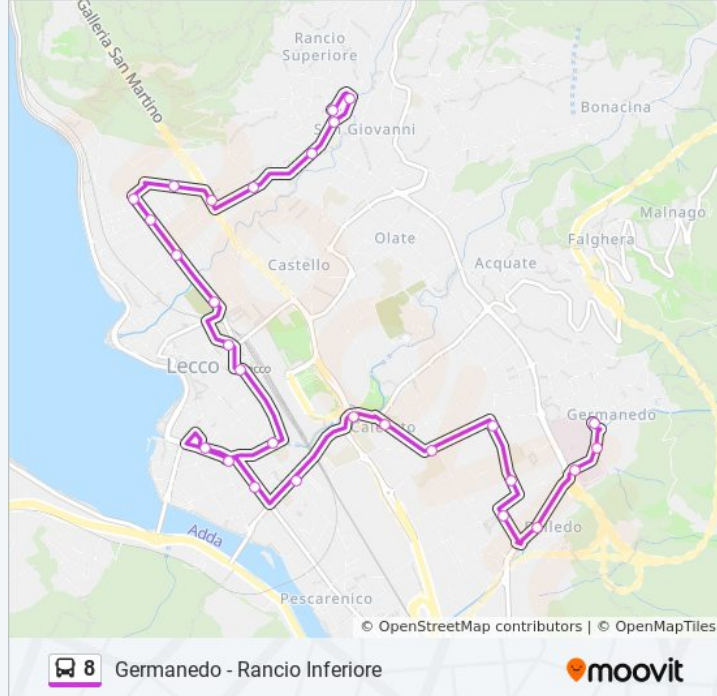 Galleria San Martino
Rancio
Superiore
Bonacina
San Giovanni
Malnago
Olate
Falghera
Castello
Acquate
Lecco
Germanedo
Adda
Pescarenico
© OpenStreetMap contributors | © OpenMapTiles
8 Germanedo - Rancio Inferiore
moovit